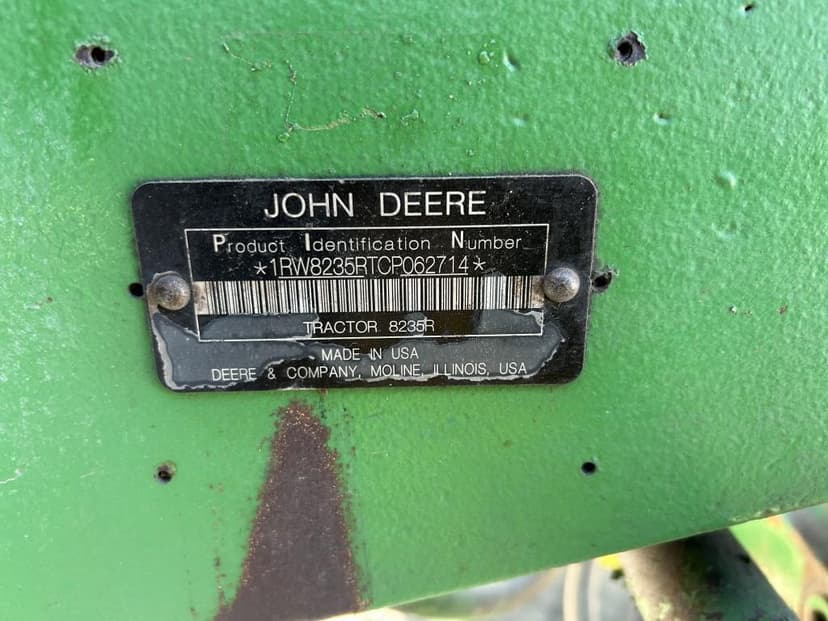 JOHN DEERE
Product Identification Number
*1RW8235RTCP062714*
TRACTOR 8235R
MADE IN USA
DEERE & COMPANY, MOLINE, ILLINOIS, USA